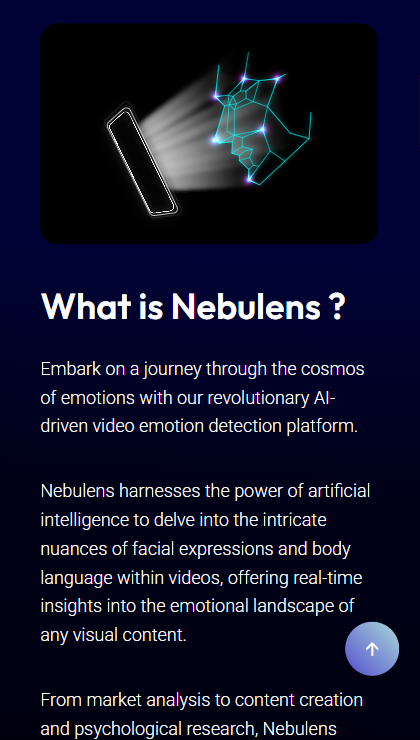 What is Nebulens ?
Embark on a journey through the cosmos
of emotions with our revolutionary AI-
driven video emotion detection platform.
Nebulens harnesses the power of artificial
intelligence to delve into the intricate
nuances of facial expressions and body
language within videos, offering real-time
insights into the emotional landscape of
any visual content.
From market analysis to content creation
and psychological research, Nebulens